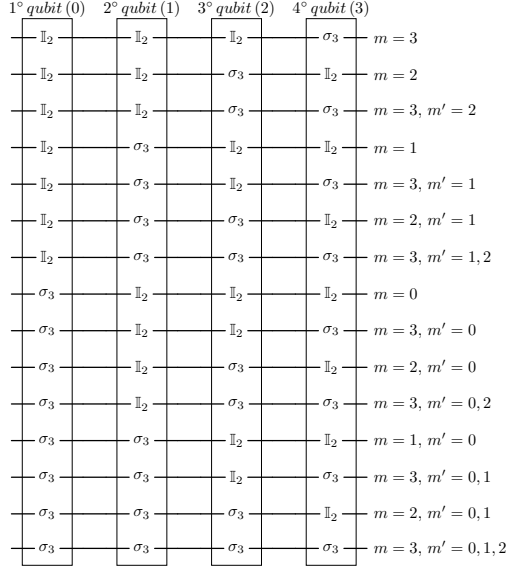 1° qubit (0) 2° qubit (1) 3° qubit (2) 4° qubit (3)
𝕀₂ 𝕀₂ 𝕀₂ σ₃ m = 3
𝕀₂ 𝕀₂ σ₃ 𝕀₂ m = 2
𝕀₂ 𝕀₂ σ₃ σ₃ m = 3, m′ = 2
𝕀₂ σ₃ 𝕀₂ 𝕀₂ m = 1
𝕀₂ σ₃ 𝕀₂ σ₃ m = 3, m′ = 1
𝕀₂ σ₃ σ₃ 𝕀₂ m = 2, m′ = 1
𝕀₂ σ₃ σ₃ σ₃ m = 3, m′ = 1, 2
σ₃ 𝕀₂ 𝕀₂ 𝕀₂ m = 0
σ₃ 𝕀₂ 𝕀₂ σ₃ m = 3, m′ = 0
σ₃ 𝕀₂ σ₃ 𝕀₂ m = 2, m′ = 0
σ₃ 𝕀₂ σ₃ σ₃ m = 3, m′ = 0, 2
σ₃ σ₃ 𝕀₂ 𝕀₂ m = 1, m′ = 0
σ₃ σ₃ 𝕀₂ σ₃ m = 3, m′ = 0, 1
σ₃ σ₃ σ₃ 𝕀₂ m = 2, m′ = 0, 1
σ₃ σ₃ σ₃ σ₃ m = 3, m′ = 0, 1, 2